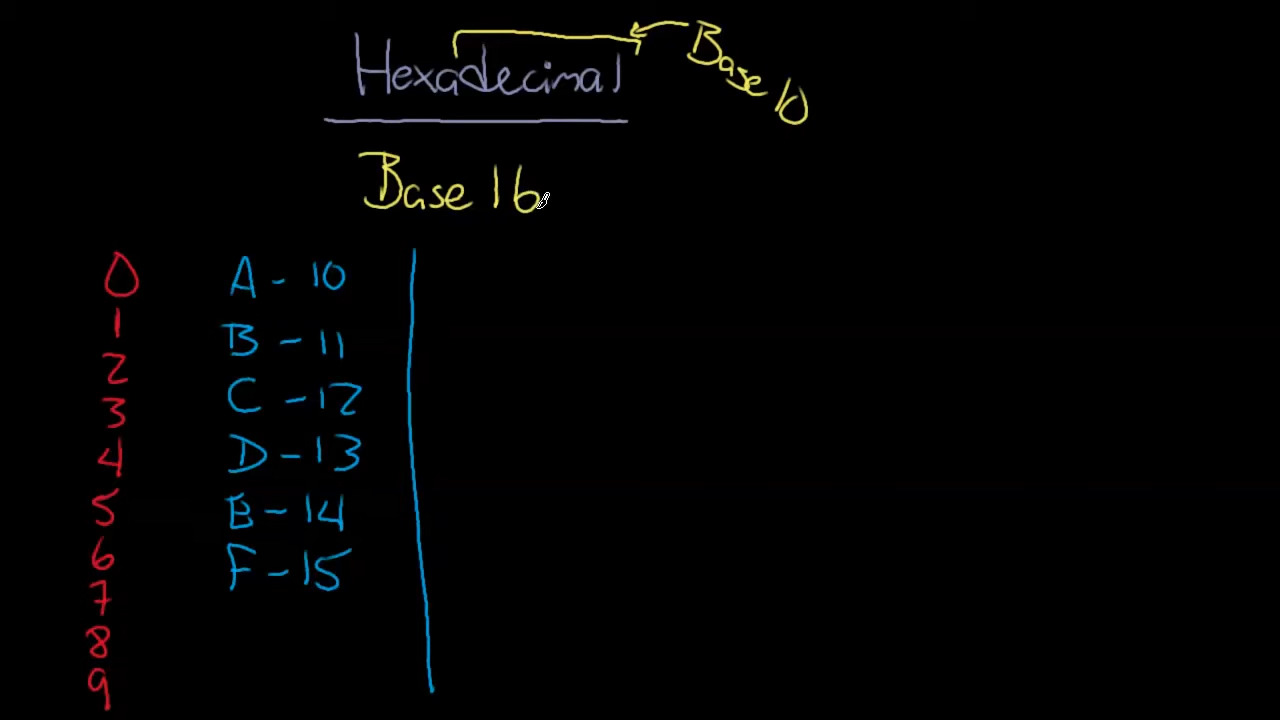 Hexadecimal
Base 10
Base 16
0
1
2
3
4
5
6
7
8
9
A - 10
B - 11
C - 12
D - 13
E - 14
F - 15